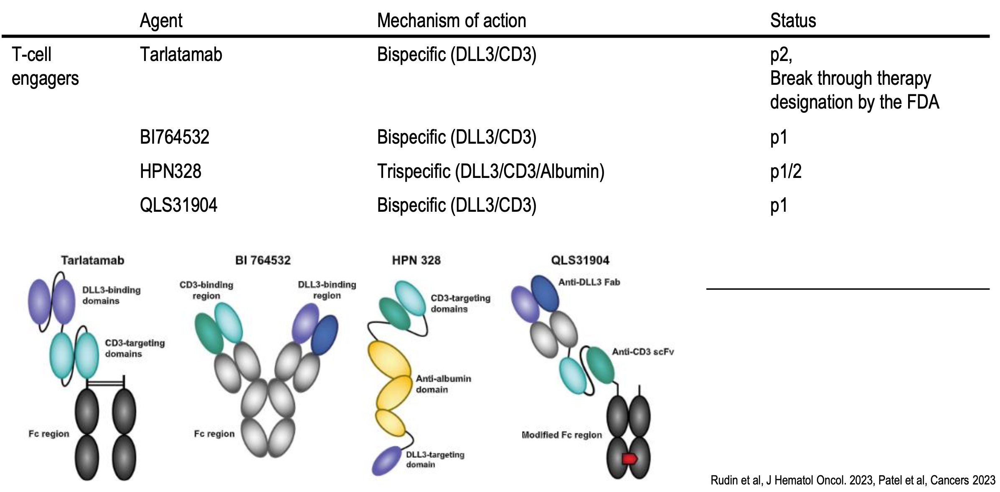 Agent Mechanism of action Status
T-cell Tarlatamab Bispecific (DLL3/CD3) p2,
engagers Break through therapy
designation by the FDA
BI764532 Bispecific (DLL3/CD3) p1
HPN328 Trispecific (DLL3/CD3/Albumin) p1/2
QLS31904 Bispecific (DLL3/CD3) p1
Tarlatamab
DLL3-binding
domains
CD3-targeting
domains
Fc region
BI 764532
CD3-binding
region
DLL3-binding
region
Fc region
HPN 328
CD3-targeting
domains
Anti-albumin
domain
DLL3-targeting
domain
QLS31904
Anti-DLL3 Fab
Anti-CD3 scFv
Modified Fc region
Rudin et al, J Hematol Oncol. 2023, Patel et al, Cancers 2023